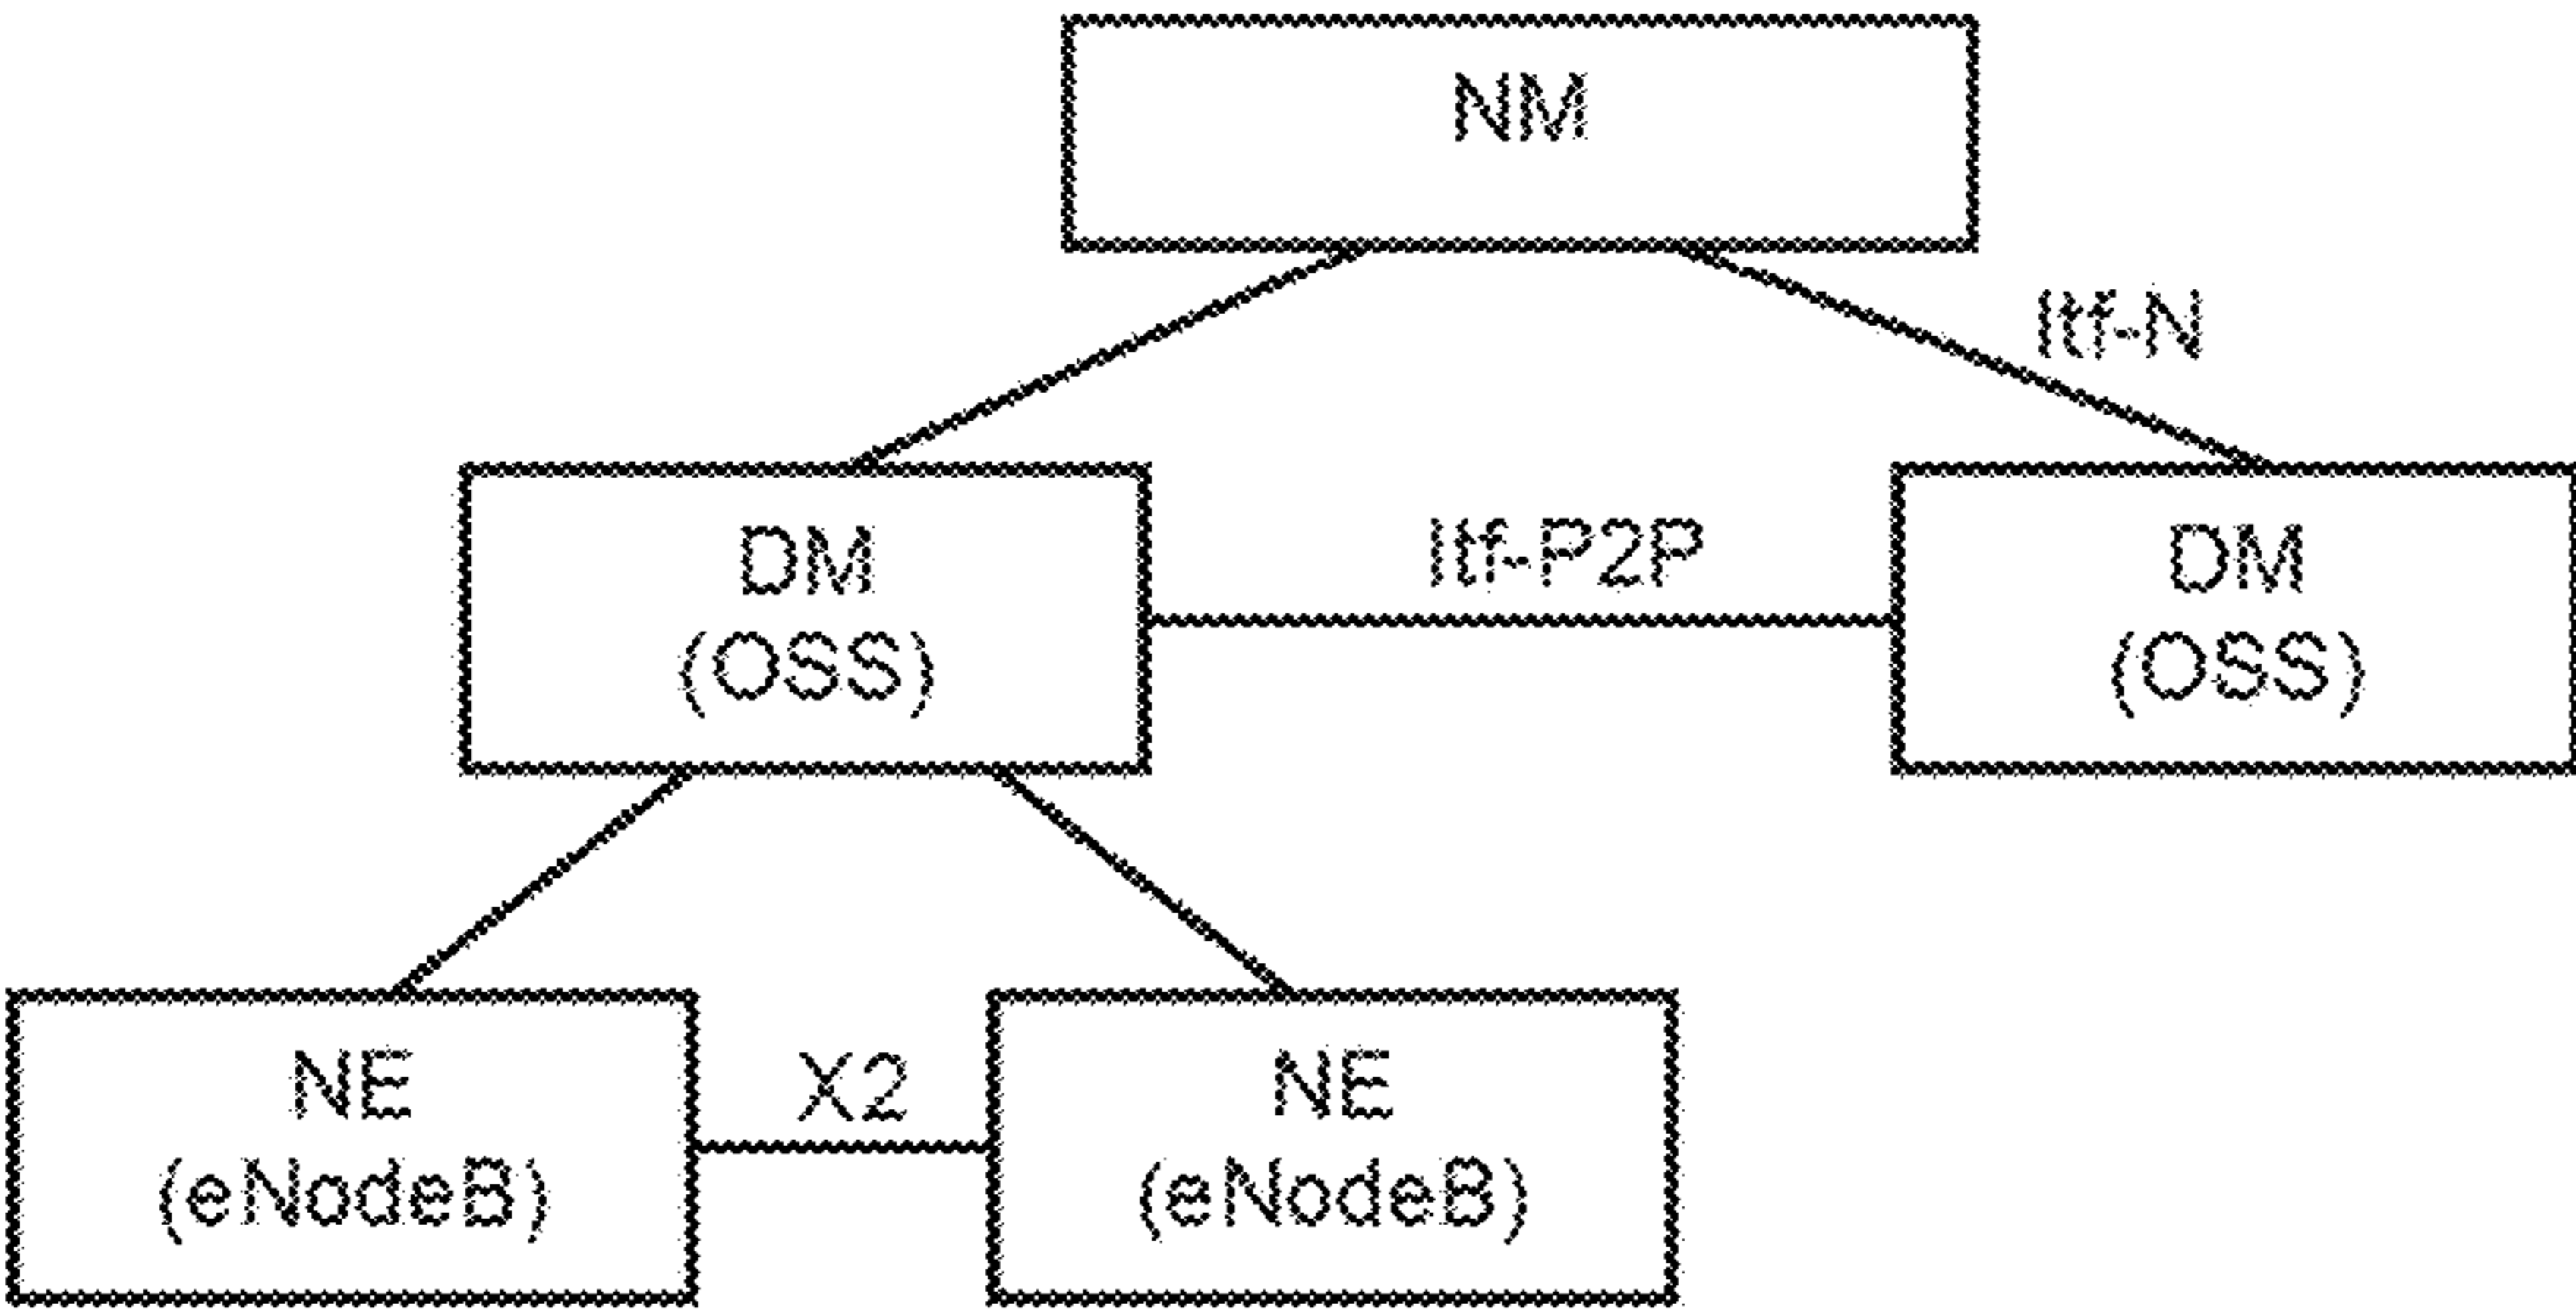 NM
Itf-N
DM
(OSS)
Itf-P2P
DM
(OSS)
NE
(eNodeB)
X2
NE
(eNodeB)